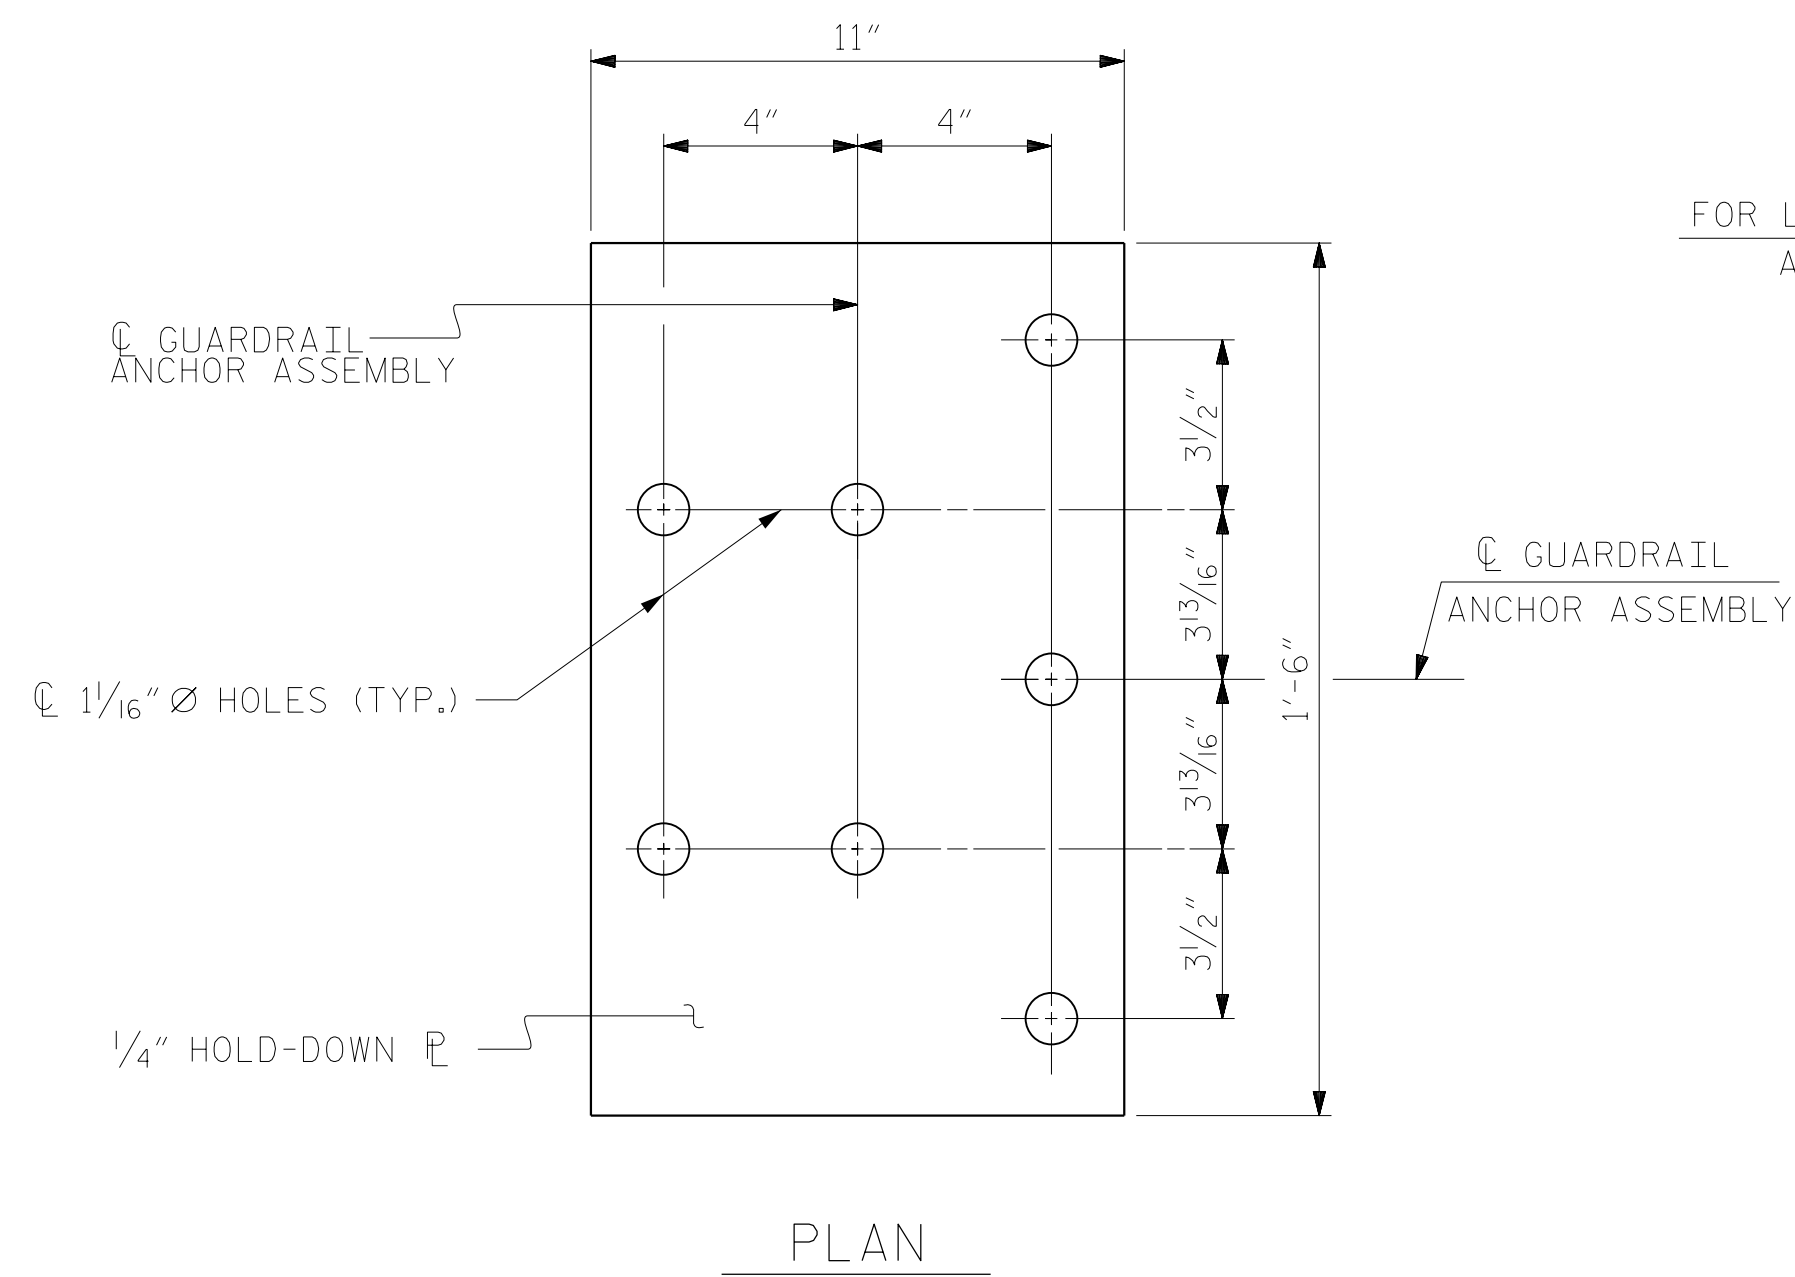 11"
4" 4"
FOR L
A
℄ GUARDRAIL
ANCHOR ASSEMBLY
3 1/2"
3 13/16"
℄ GUARDRAIL
ANCHOR ASSEMBLY
1'-6"
℄ 1 1/16" Ø HOLES (TYP.)
3 13/16"
3 1/2"
1/4" HOLD-DOWN ⅊
PLAN